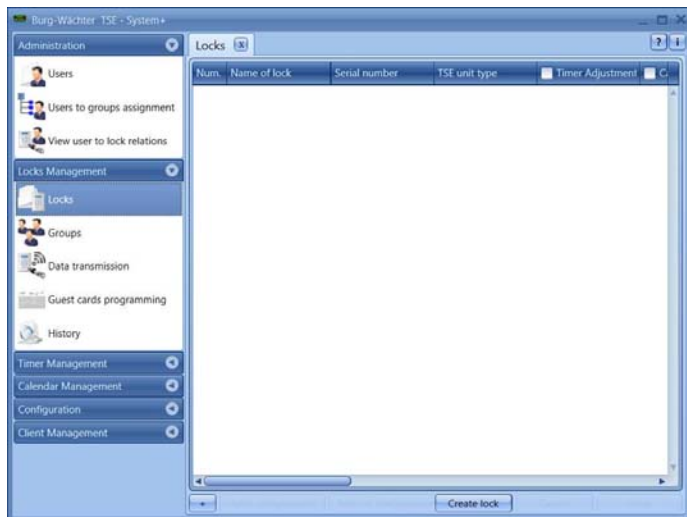 Burg-Wächter TSE - System+
Administration
Users
Users to groups assignment
View user to lock relations
Locks Management
Locks
Groups
Data transmission
Guest cards programming
History
Timer Management
Calendar Management
Configuration
Client Management
Locks x
? i
Num. Name of lock Serial number TSE unit type Timer Adjustment
+ Create lock